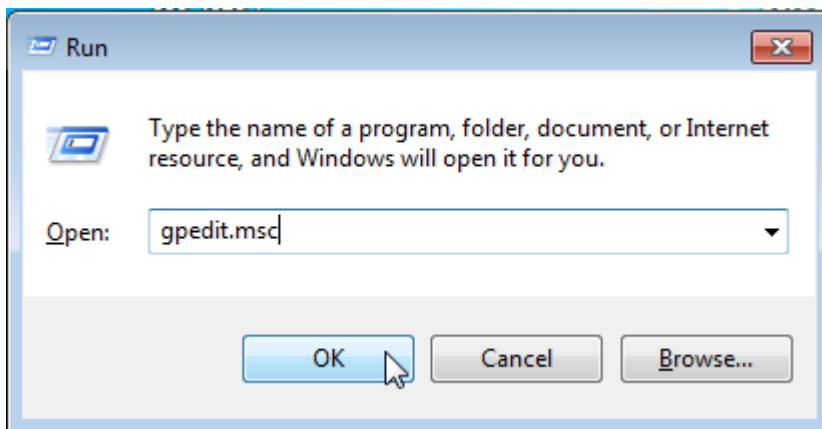 Run
Type the name of a program, folder, document, or Internet
resource, and Windows will open it for you.
Open: gpedit.msc
OK Cancel Browse...